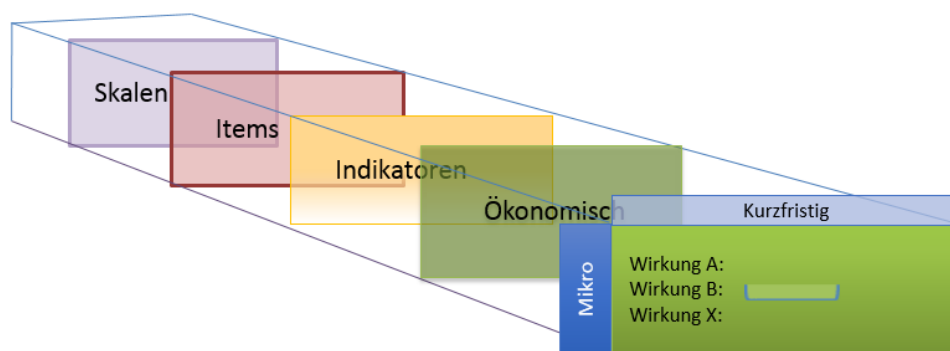 Skalen
Items
Indikatoren
Ökonomisch
Kurzfristig
Mikro
Wirkung A:
Wirkung B:
Wirkung X: